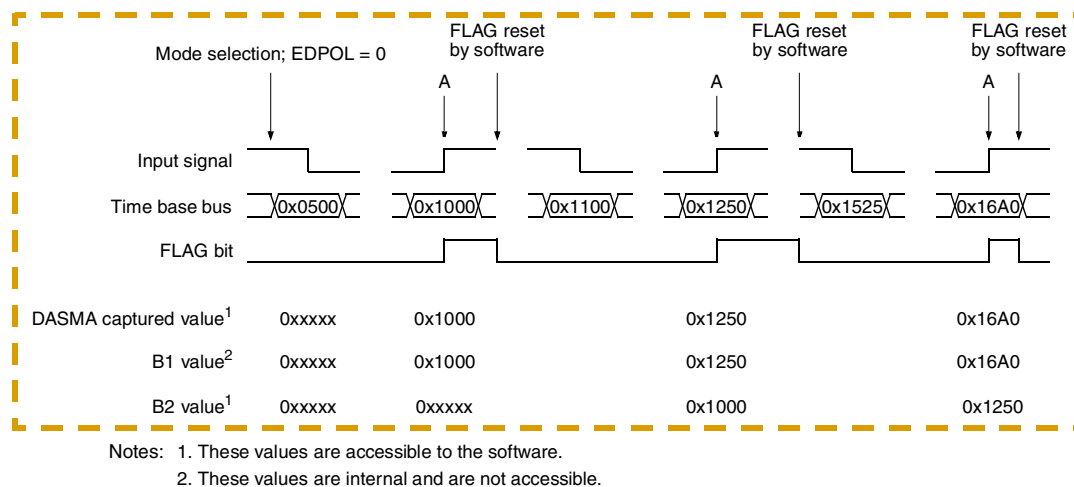 FLAG reset by software
FLAG reset by software
FLAG reset by software
Mode selection; EDPOL = 0
A
A
A
Input signal
Time base bus 0x0500 0x1000 0x1100 0x1250 0x1525 0x16A0
FLAG bit
DASMA captured value1 0xxxxx 0x1000 0x1250 0x16A0
B1 value2 0xxxxx 0x1000 0x1250 0x16A0
B2 value1 0xxxxx 0xxxxx 0x1000 0x1250
Notes: 1. These values are accessible to the software.
2. These values are internal and are not accessible.